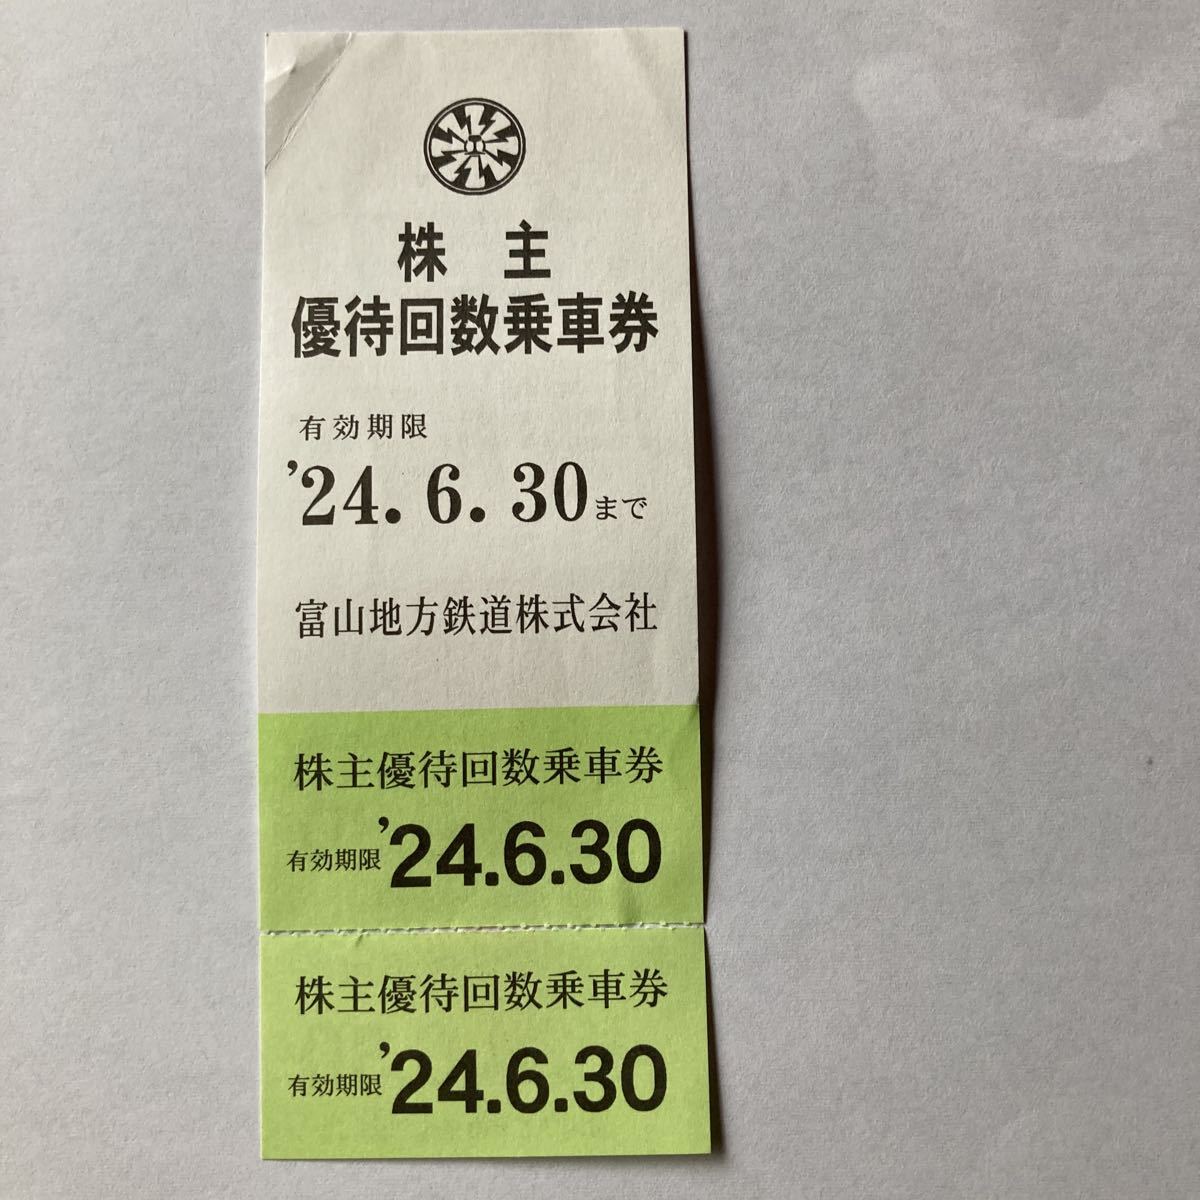 株主
優待回数乗車券
有効期限
’24.6.30まで
富山地方鉄道株式会社
株主優待回数乗車券
有効期限 ’24.6.30
株主優待回数乗車券
有効期限 ’24.6.30